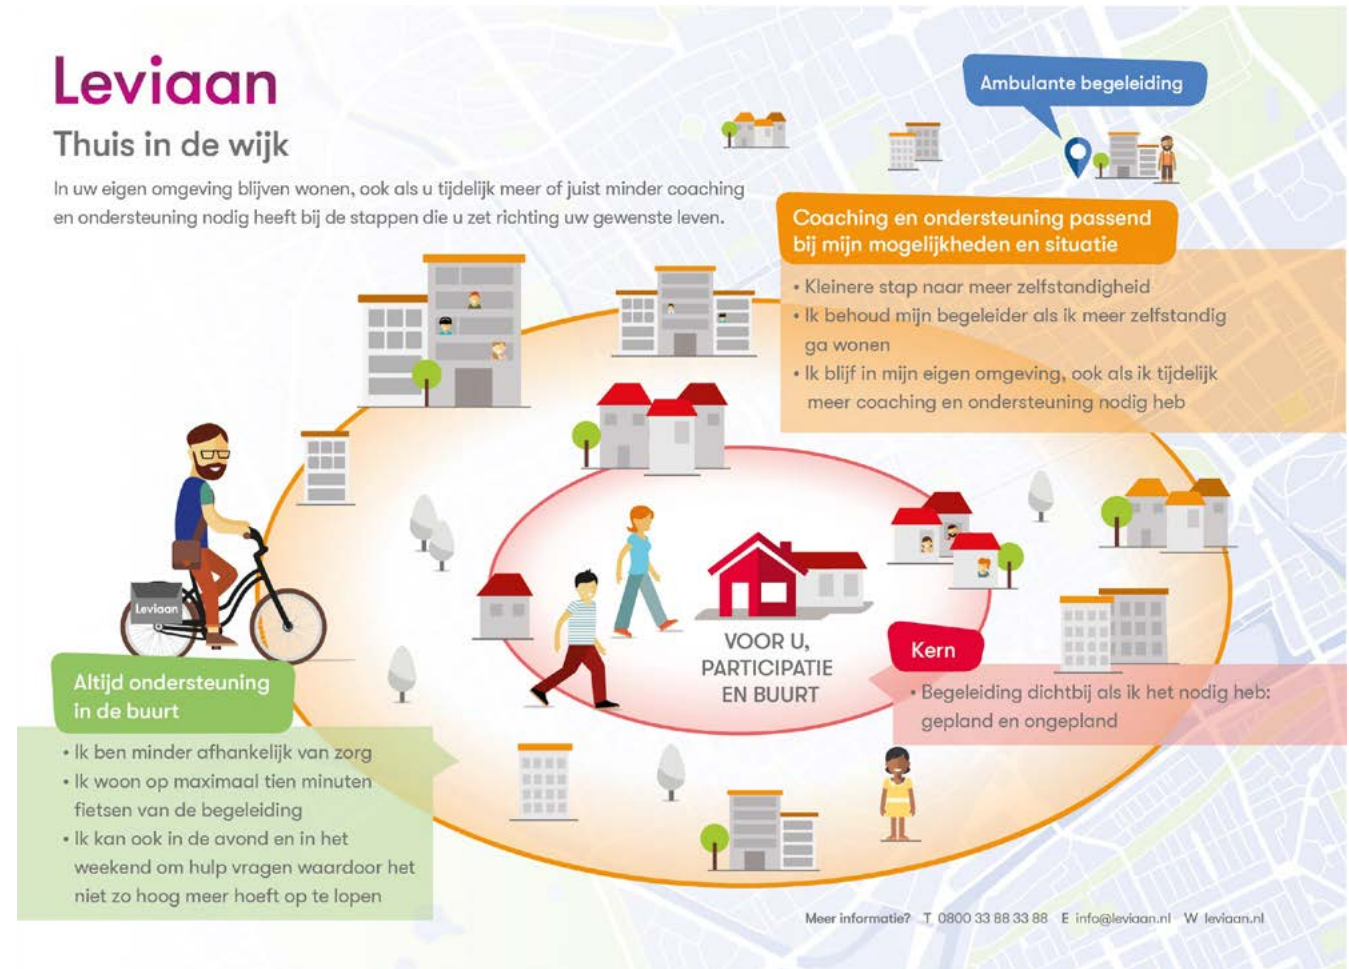 Leviaan
Thuis in de wijk
In uw eigen omgeving blijven wonen, ook als u tijdelijk meer of juist minder coaching
en ondersteuning nodig heeft bij de stappen die u zet richting uw gewenste leven.
Ambulante begeleiding
Coaching en ondersteuning passend
bij mijn mogelijkheden en situatie
• Kleinere stap naar meer zelfstandigheid
• Ik behoud mijn begeleider als ik meer zelfstandig
ga wonen
• Ik blijf in mijn eigen omgeving, ook als ik tijdelijk
meer coaching en ondersteuning nodig heb
Leviaan
VOOR U,
PARTICIPATIE
EN BUURT
Kern
• Begeleiding dichtbij als ik het nodig heb:
gepland en ongepland
Altijd ondersteuning
in de buurt
• Ik ben minder afhankelijk van zorg
• Ik woon op maximaal tien minuten
fietsen van de begeleiding
• Ik kan ook in de avond en in het
weekend om hulp vragen waardoor het
niet zo hoog meer hoeft op te lopen
Meer informatie? T 0800 33 88 33 88 E info@leviaan.nl W leviaan.nl